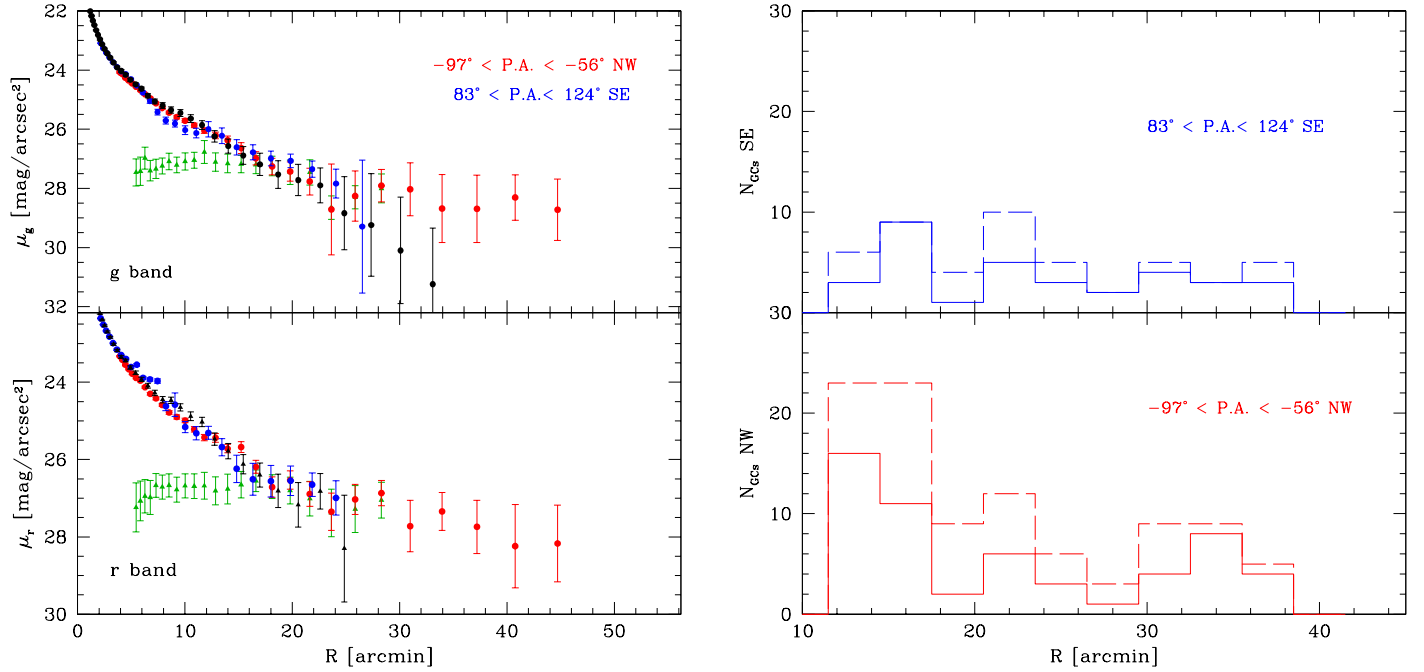 22
24
26
28
30
32
μg [mag/arcsec²]
−97° < P.A. < −56° NW
83° < P.A.< 124° SE
g band
24
26
28
30
μr [mag/arcsec²]
r band
0 10 20 30 40 50
R [arcmin]
30
20
10
30
NGCs SE
83° < P.A.< 124° SE
20
10
0
NGCs NW
−97° < P.A. < −56° NW
10 20 30 40
R [arcmin]